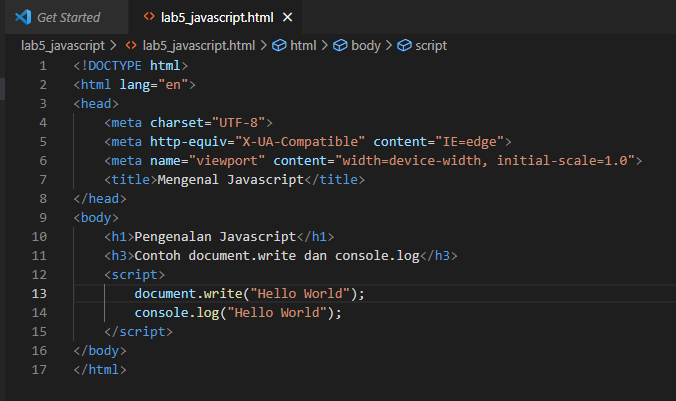 Get Started lab5_javascript.html
lab5_javascript > lab5_javascript.html > html > body > script
1 <!DOCTYPE html>
2 <html lang="en">
3 <head>
4 <meta charset="UTF-8">
5 <meta http-equiv="X-UA-Compatible" content="IE=edge">
6 <meta name="viewport" content="width=device-width, initial-scale=1.0">
7 <title>Mengenal Javascript</title>
8 </head>
9 <body>
10 <h1>Pengenalan Javascript</h1>
11 <h3>Contoh document.write dan console.log</h3>
12 <script>
13 document.write("Hello World");
14 console.log("Hello World");
15 </script>
16 </body>
17 </html>